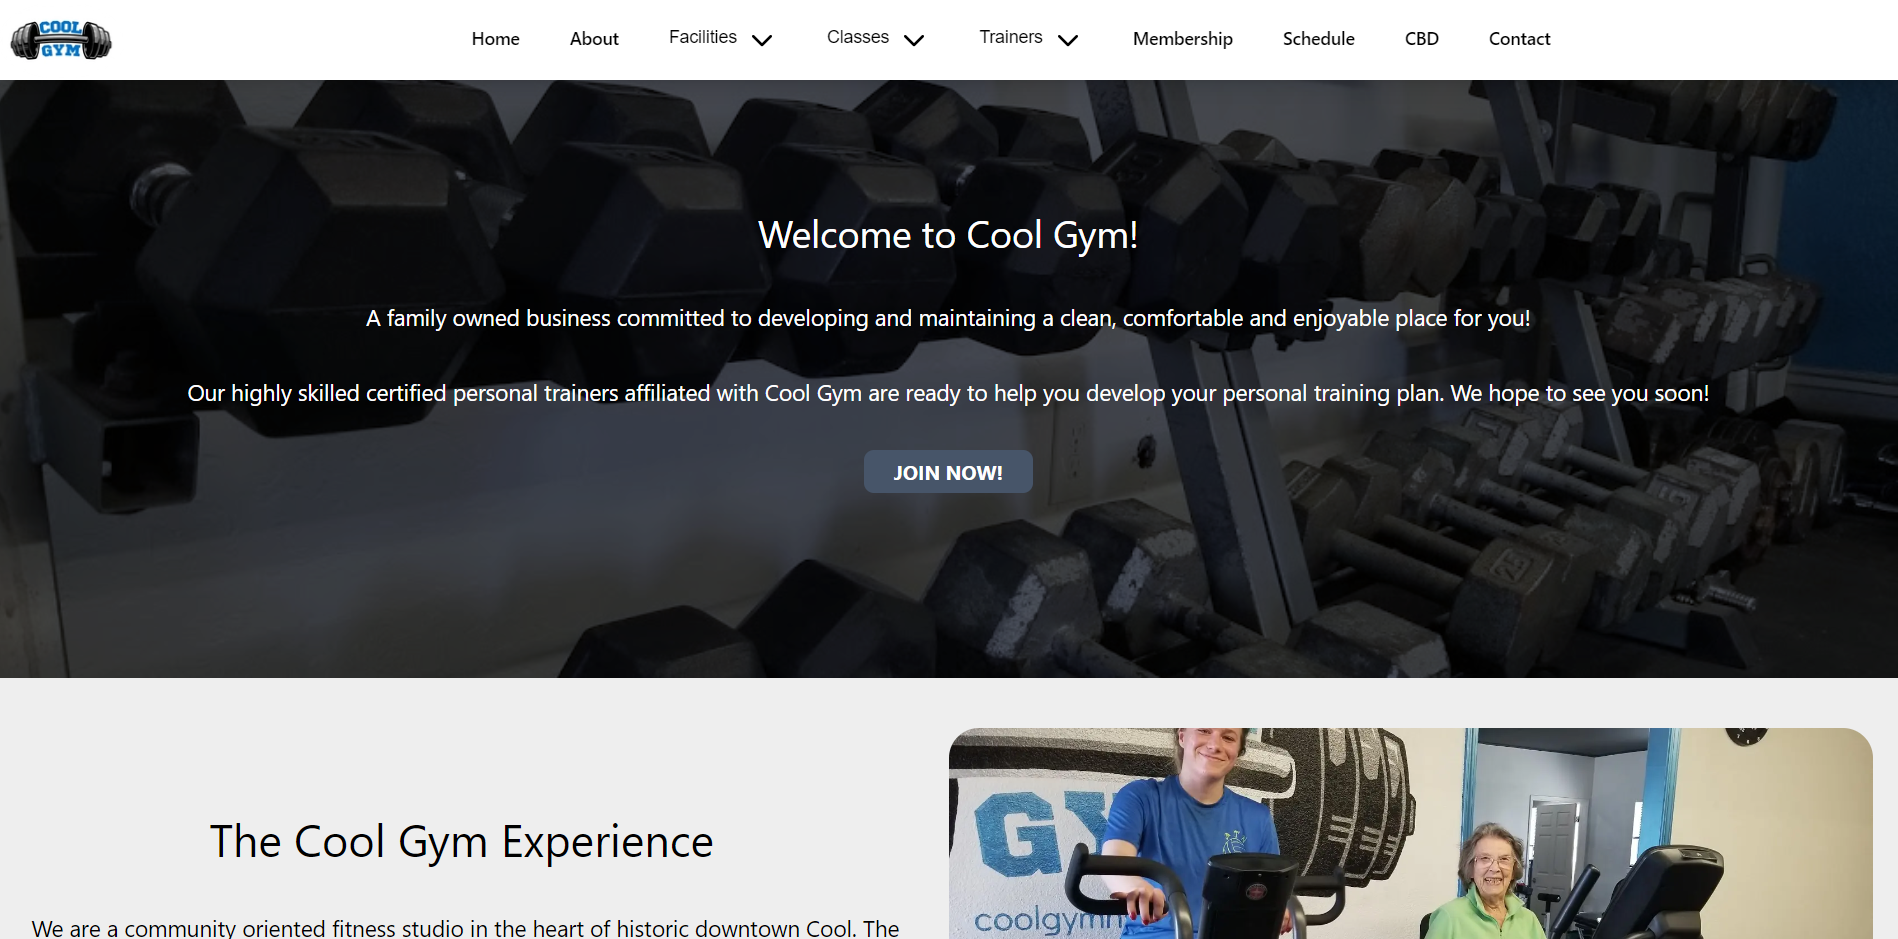 COOL
GYM
Home About Facilities Classes Trainers Membership Schedule CBD Contact
Welcome to Cool Gym!
A family owned business committed to developing and maintaining a clean, comfortable and enjoyable place for you!
Our highly skilled certified personal trainers affiliated with Cool Gym are ready to help you develop your personal training plan. We hope to see you soon!
JOIN NOW!
The Cool Gym Experience
We are a community oriented fitness studio in the heart of historic downtown Cool. The
GY
coolgym